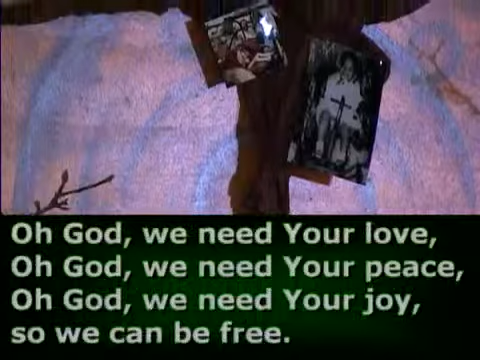 Oh God, we need Your love,
Oh God, we need Your peace,
Oh God, we need Your joy,
so we can be free.